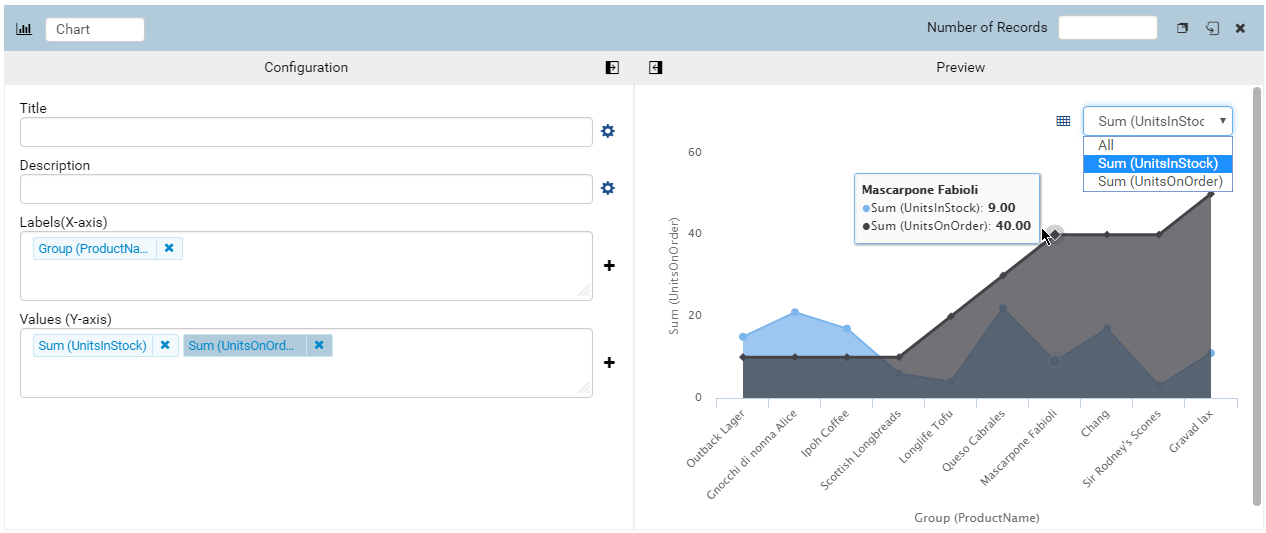 Chart
Number of Records
Configuration
Preview
Title
Description
Labels(X-axis)
Group (ProductNa...
Values (Y-axis)
Sum (UnitsInStock)
Sum (UnitsOnOrd...
Sum (UnitsInStoc
All
Sum (UnitsInStock)
Sum (UnitsOnOrder)
60
40
20
0
Sum (UnitsOnOrder)
Mascarpone Fabioli
Sum (UnitsInStock): 9.00
Sum (UnitsOnOrder): 40.00
Outback Lager
Gnocchi di nonna Alice
Ipoh Coffee
Scottish Longbreads
Longlife Tofu
Queso Cabrales
Mascarpone Fabioli
Chang
Sir Rodney's Scones
Gravad lax
Group (ProductName)